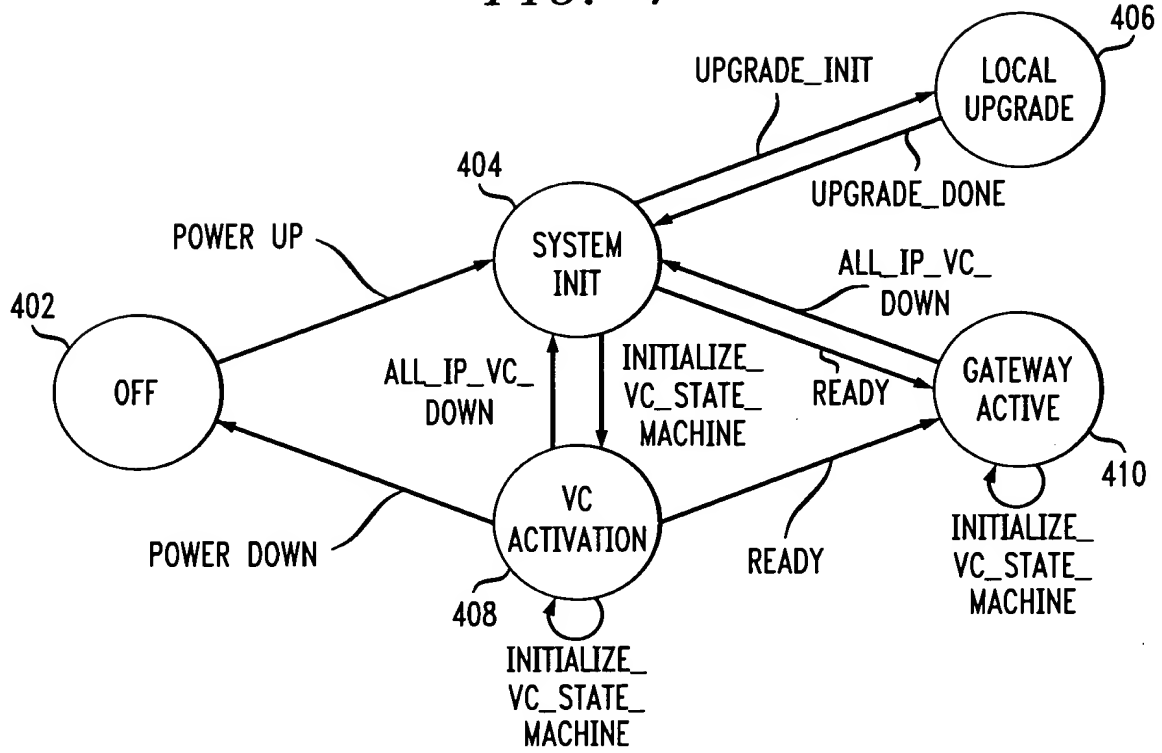 406
UPGRADE_INIT
LOCAL
UPGRADE
404
UPGRADE_DONE
POWER UP
SYSTEM
INIT
ALL_IP_VC_
DOWN
402
OFF
ALL_IP_VC_
DOWN
INITIALIZE_
VC_STATE_
MACHINE
READY
GATEWAY
ACTIVE
410
VC
ACTIVATION
POWER DOWN
READY
INITIALIZE_
VC_STATE_
MACHINE
408
INITIALIZE_
VC_STATE_
MACHINE